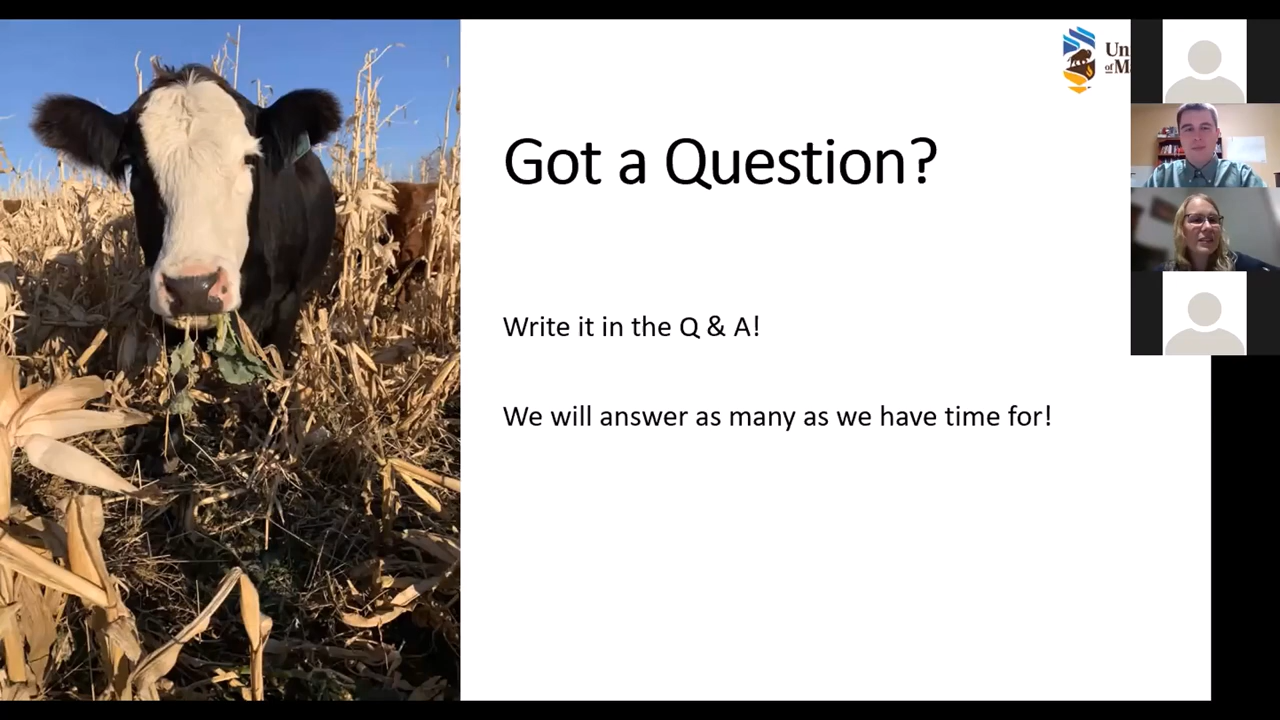 Got a Question?
Write it in the Q & A!
We will answer as many as we have time for!